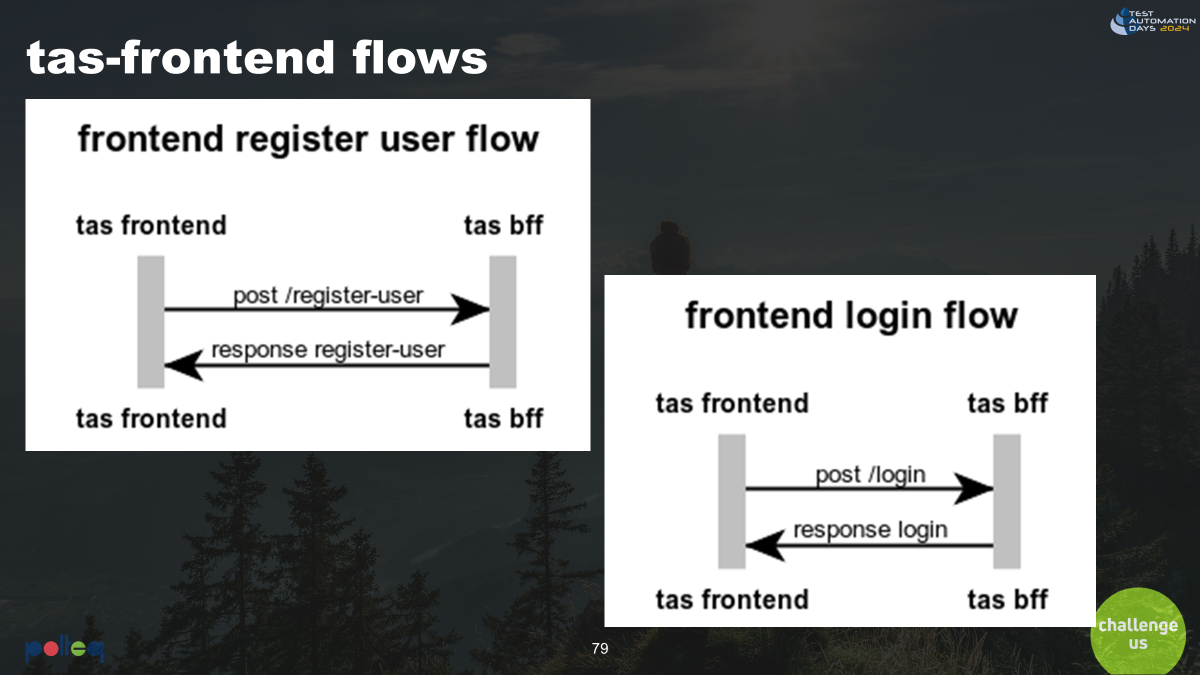 TEST
AUTOMATION
DAYS 2024
tas-frontend flows
frontend register user flow
tas frontend
tas bff
post /register-user
response register-user
tas frontend
tas bff
frontend login flow
tas frontend
tas bff
post /login
response login
tas frontend
tas bff
polteq
79
challenge
us